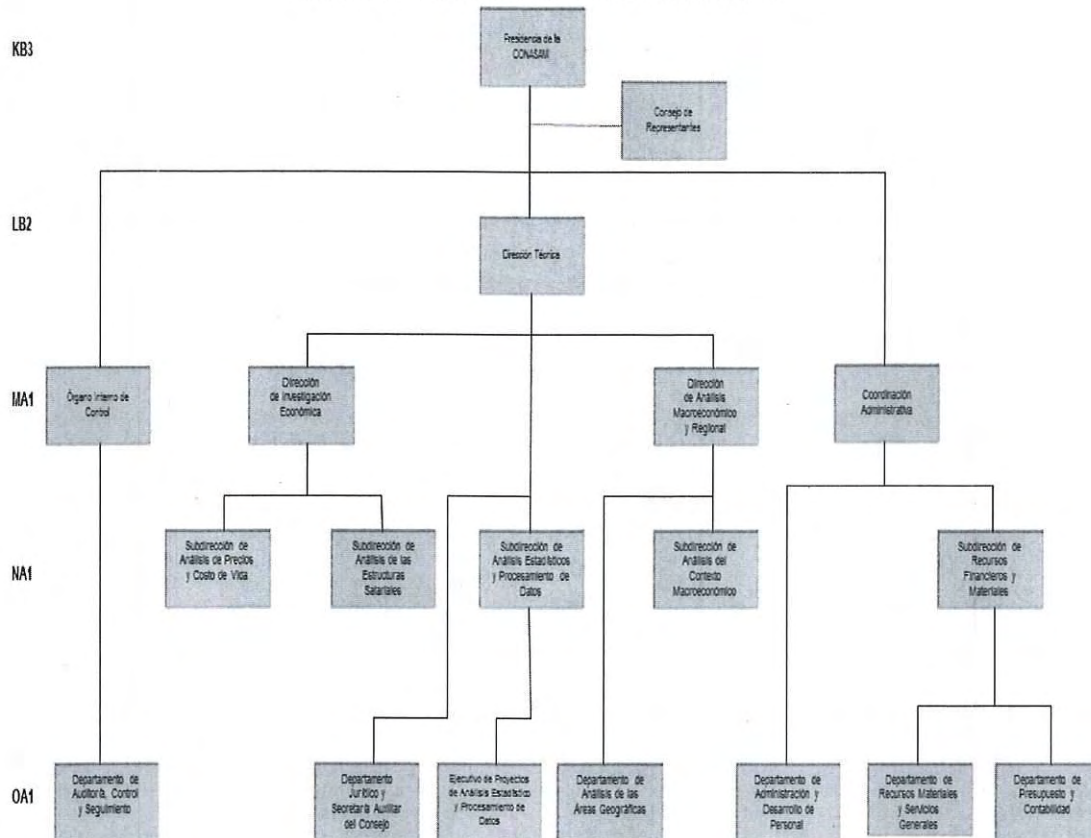 KB3
Presidencia de la
CONASAMI
Consejo de
Representantes
LB2
Dirección Técnica
MA1
Órgano Interno de
Control
Dirección
de Investigación
Económica
Dirección
de Análisis
Macroeconómico
y Regional
Coordinación
Administrativa
NA1
Subdirección de
Análisis de Precios
y Costo de Vida
Subdirección de
Análisis de las
Estructuras
Salariales
Subdirección de
Análisis Estadísticos
y Procesamiento de
Datos
Subdirección de
Análisis del
Contexto
Macroeconómico
Subdirección de
Recursos
Financieros y
Materiales
OA1
Departamento de
Auditoría, Control
y Seguimiento
Departamento
Jurídico y
Secretaría Auxiliar
del Consejo
Ejecutivo de Proyectos
de Análisis Estadístico
y Procesamiento de
Datos
Departamento de
Análisis de las
Áreas Geográficas
Departamento de
Administración y
Desarrollo de
Personal
Departamento de
Recursos Materiales
y Servicios
Generales
Departamento de
Presupuesto y
Contabilidad